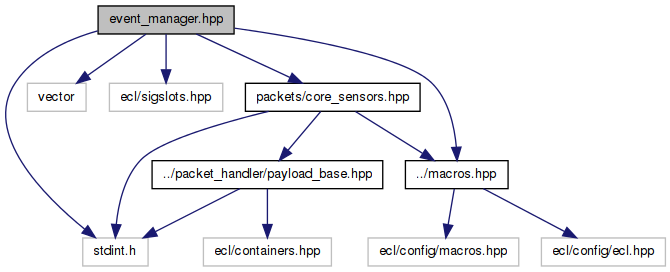 event_manager.hpp
vector
ecl/sigslots.hpp
packets/core_sensors.hpp
../packet_handler/payload_base.hpp
../macros.hpp
stdint.h
ecl/containers.hpp
ecl/config/macros.hpp
ecl/config/ecl.hpp